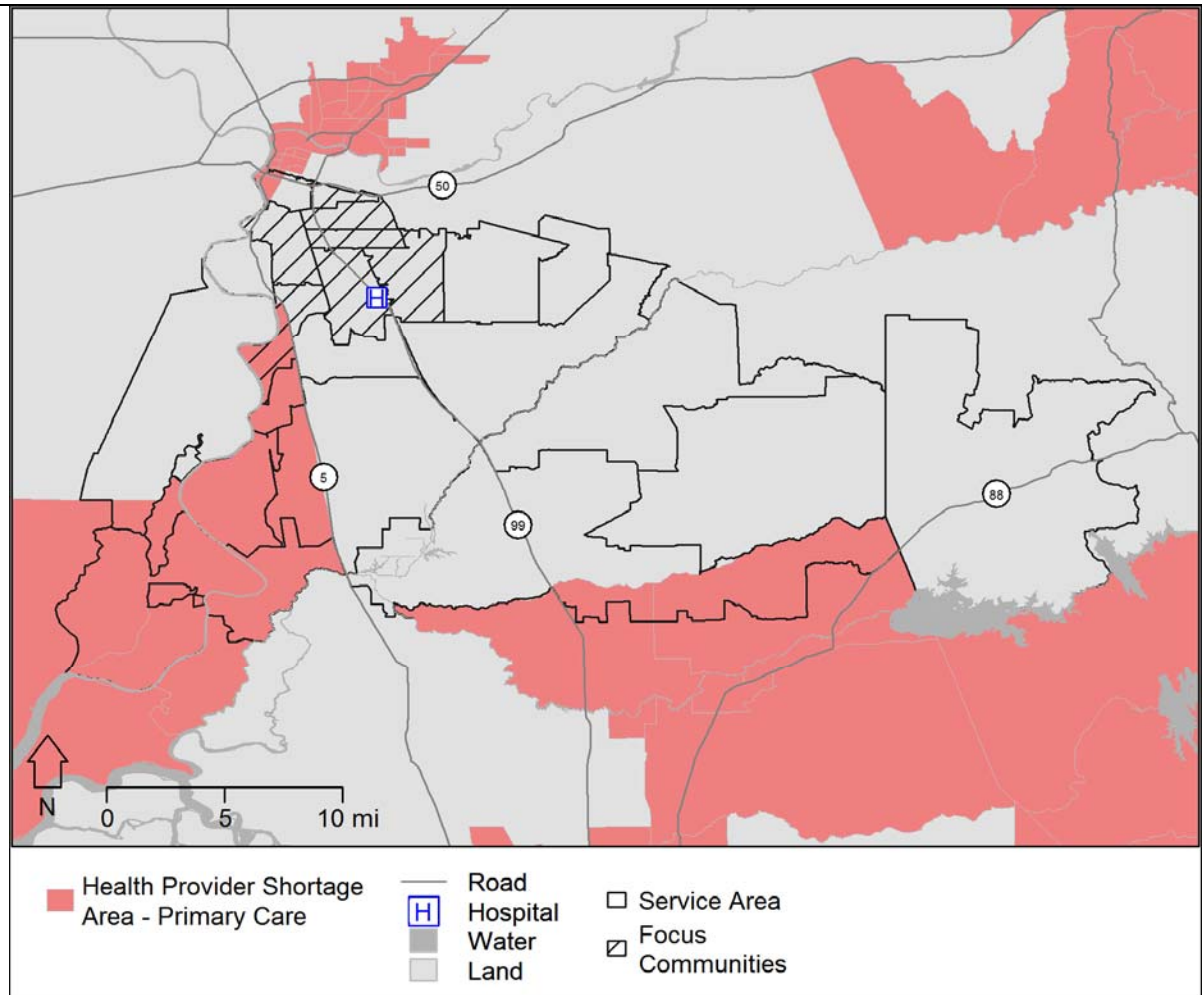 50
H
5
99
88
N
0 5 10 mi
Health Provider Shortage
Area - Primary Care
Road
H Hospital
Water
Land
Service Area
Focus
Communities